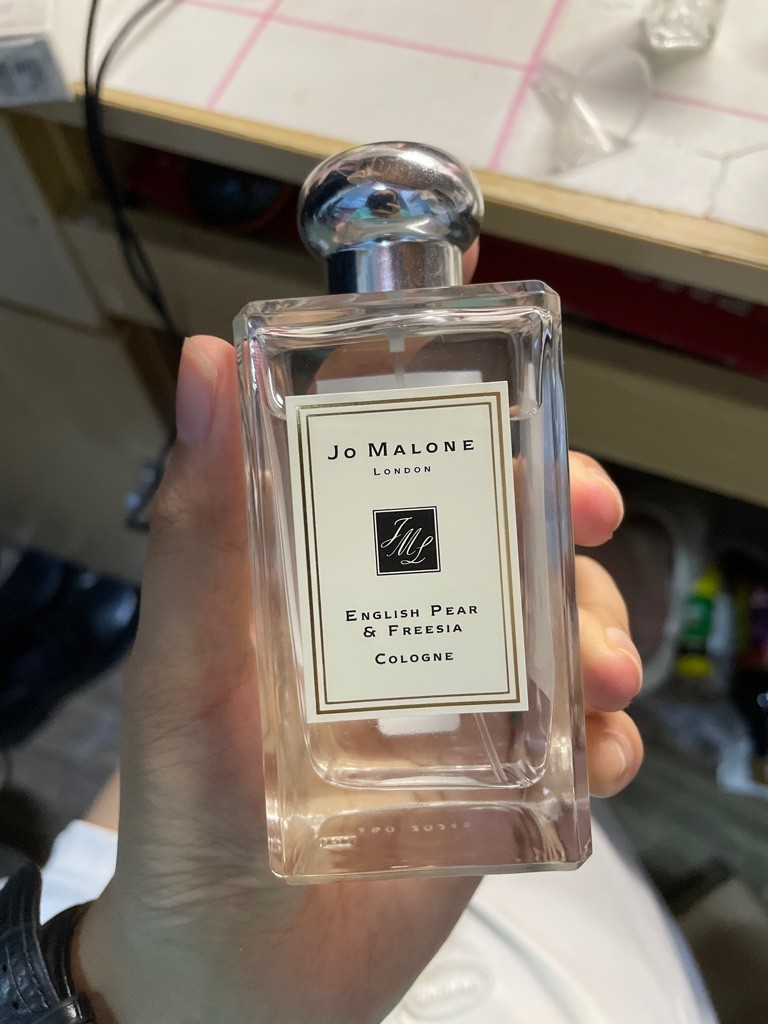 Jo Malone
London
JML
English Pear
& Freesia
Cologne